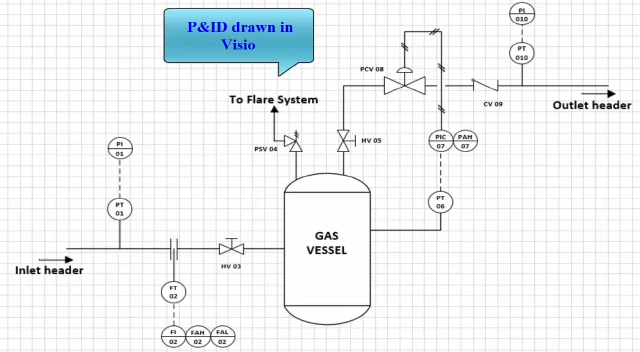 P&ID drawn in
Visio
PI
010
PT
010
PCV 08
CV 09
Outlet header
To Flare System
PSV 04
HV 05
PIC
07
PAH
07
PI
01
PT
01
PT
06
GAS
VESSEL
Inlet header
HV 03
FT
02
FI
02
FAH
02
FAL
02